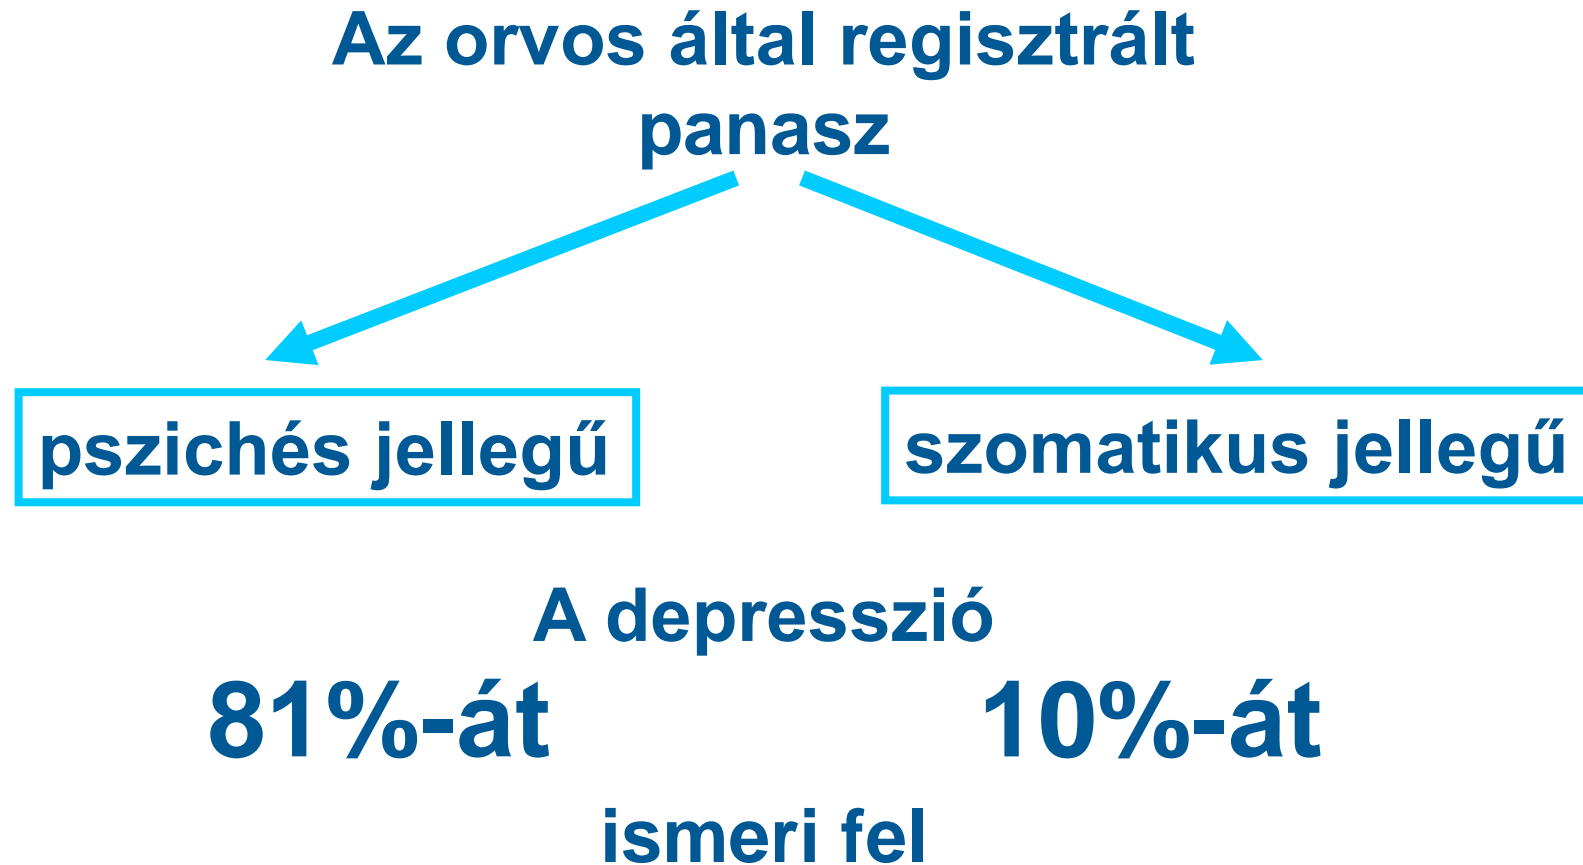 Az orvos által regisztrált
panasz
pszichés jellegű
szomatikus jellegű
A depresszió
81%-át
10%-át
ismeri fel